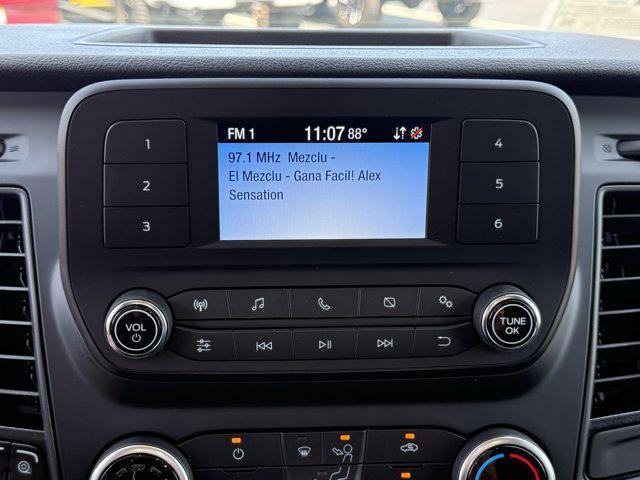 FM 1 11:07 88°
97.1 MHz Mezclu -
El Mezclu - Gana Facil! Alex
Sensation
1
2
3
4
5
6
VOL
TUNE
OK